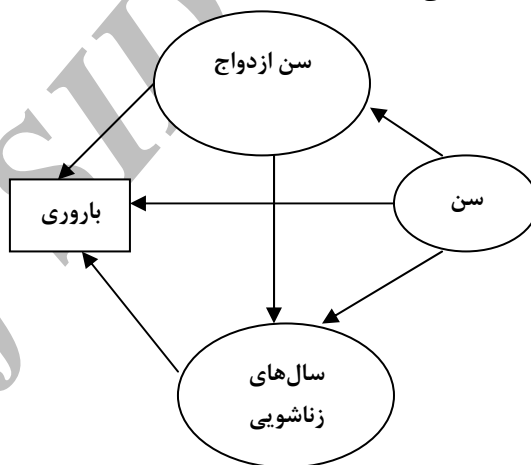 سن ازدواج
سن
باروری
سال‌های
زناشویی